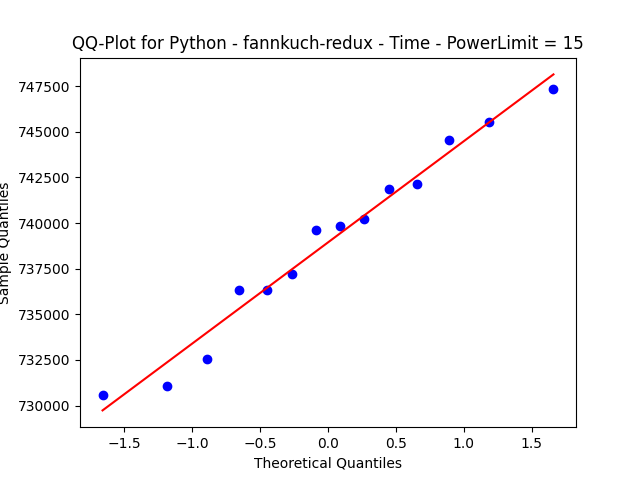 QQ-Plot for Python - fannkuch-redux - Time - PowerLimit = 15
747500
745000
742500
740000
737500
735000
732500
730000
Sample Quantiles
−1.5 −1.0 −0.5 0.0 0.5 1.0 1.5
Theoretical Quantiles